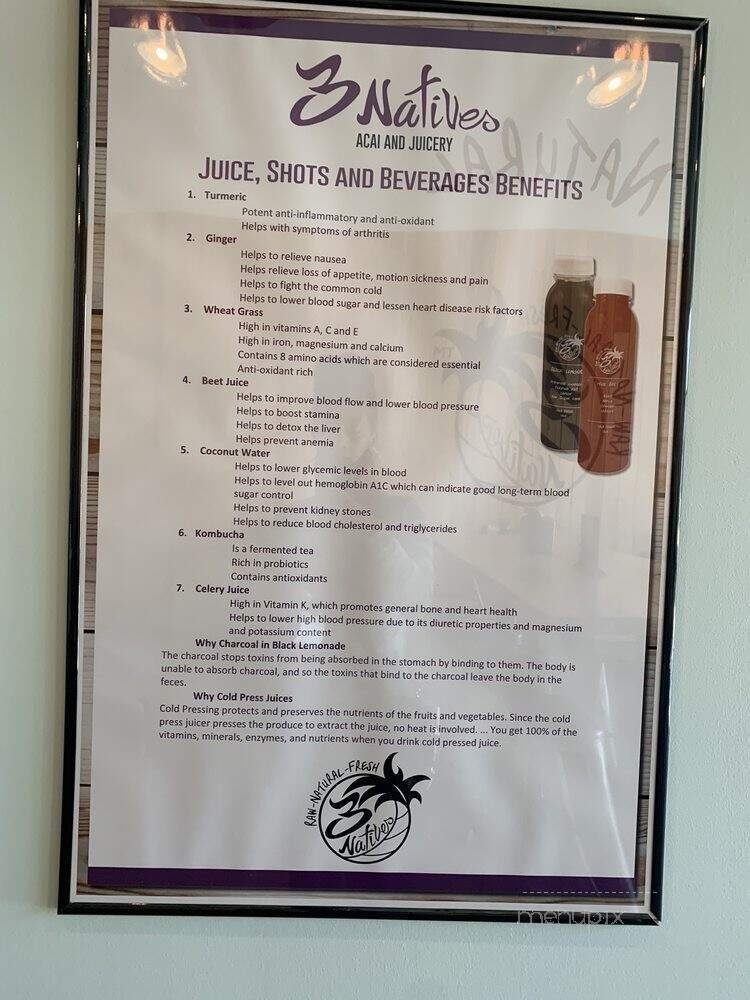 3 Natives
ACAI AND JUICERY
JUICE, SHOTS AND BEVERAGES BENEFITS
1. Turmeric
Potent anti-inflammatory and anti-oxidant
Helps with symptoms of arthritis
2. Ginger
Helps to relieve nausea
Helps relieve loss of appetite, motion sickness and pain
Helps to fight the common cold
Helps to lower blood sugar and lessen heart disease risk factors
3. Wheat Grass
High in vitamins A, C and E
High in iron, magnesium and calcium
Contains 8 amino acids which are considered essential
Anti-oxidant rich
4. Beet Juice
Helps to improve blood flow and lower blood pressure
Helps to boost stamina
Helps to detox the liver
Helps prevent anemia
5. Coconut Water
Helps to lower glycemic levels in blood
Helps to level out hemoglobin A1C which can indicate good long-term blood
sugar control
Helps to prevent kidney stones
Helps to reduce blood cholesterol and triglycerides
6. Kombucha
Is a fermented tea
Rich in probiotics
Contains antioxidants
7. Celery Juice
High in Vitamin K, which promotes general bone and heart health
Helps to lower high blood pressure due to its diuretic properties and magnesium
and potassium content
Why Charcoal in Black Lemonade
The charcoal stops toxins from being absorbed in the stomach by binding to them. The body is
unable to absorb charcoal, and so the toxins that bind to the charcoal leave the body in the
feces.
Why Cold Press Juices
Cold Pressing protects and preserves the nutrients of the fruits and vegetables. Since the cold
press juicer presses the produce to extract the juice, no heat is involved. ... You get 100% of the
vitamins, minerals, enzymes, and nutrients when you drink cold pressed juice.
RAW-NATURAL-FRESH
3 Natives
BLACK LEMONADE
menupix